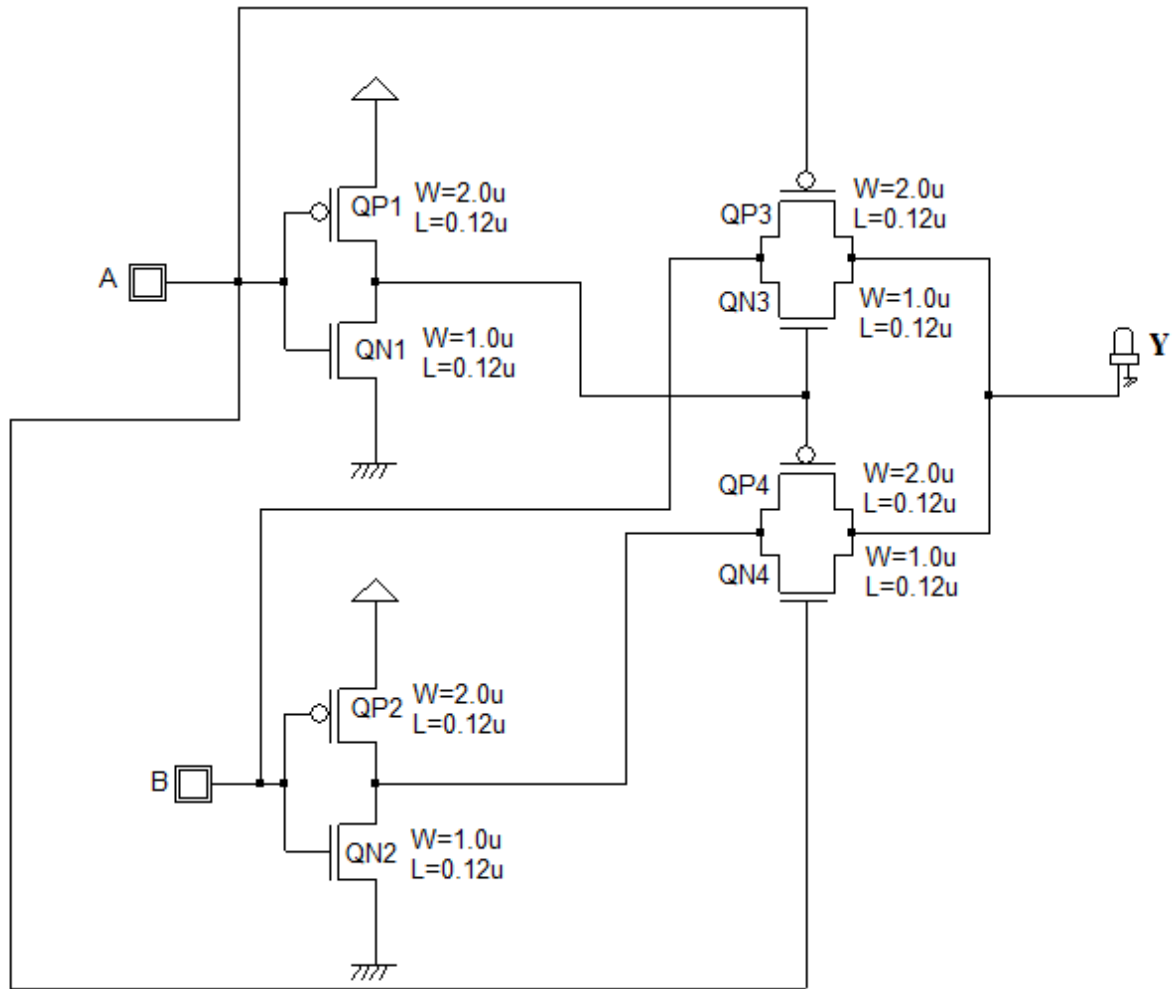 W=2.0u
QP1
L=0.12u
A
W=1.0u
QN1
L=0.12u
W=2.0u
QP3
L=0.12u
QN3
W=1.0u
L=0.12u
Y
W=2.0u
QP4
L=0.12u
W=1.0u
QN4
L=0.12u
W=2.0u
QP2
L=0.12u
B
W=1.0u
QN2
L=0.12u